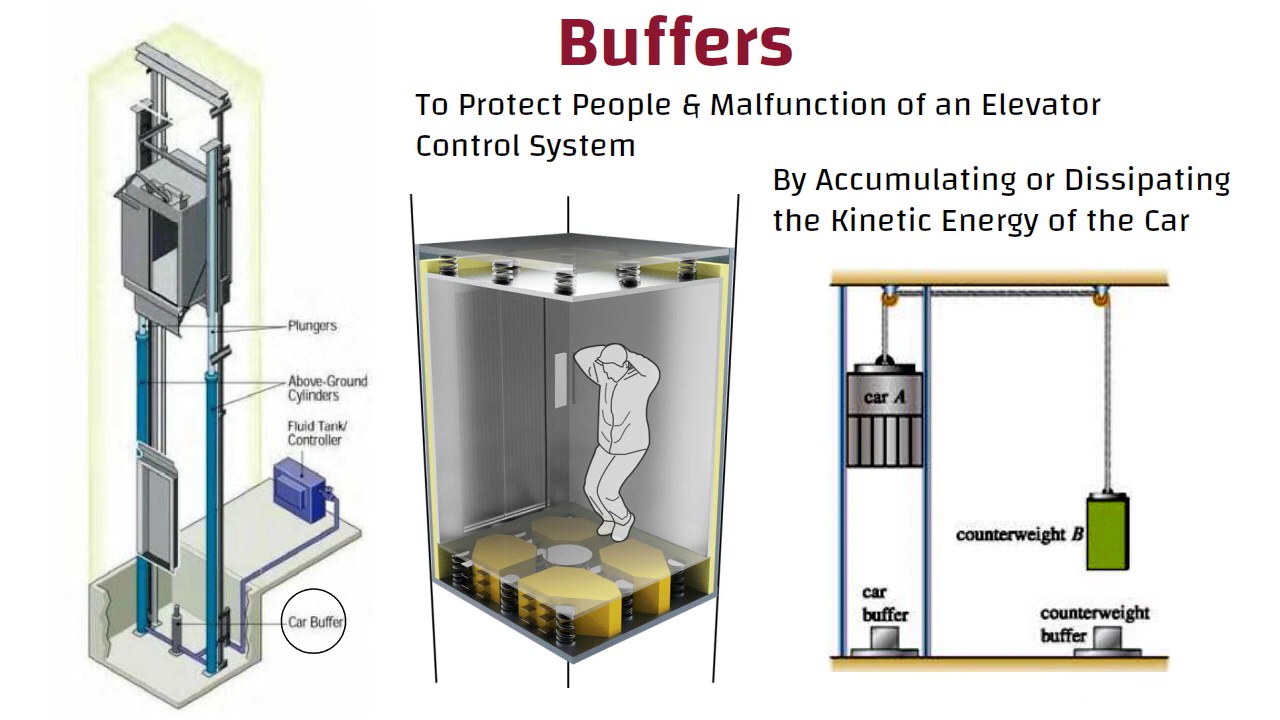 Buffers
To Protect People & Malfunction of an Elevator
Control System
By Accumulating or Dissipating
the Kinetic Energy of the Car
Plungers
Above-Ground
Cylinders
Fluid Tank/
Controller
Car Buffer
car A
counterweight B
car
buffer
counterweight
buffer